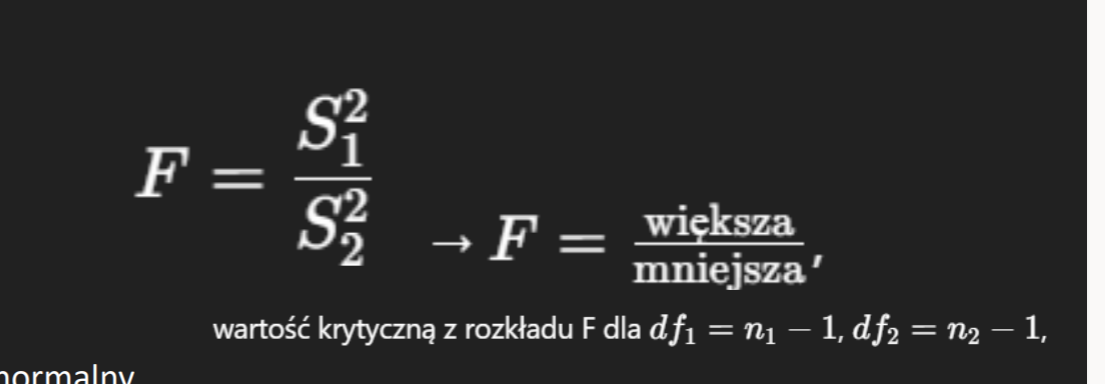 F = S₁²/S₂² → F = większa/mniejsza,
wartość krytyczną z rozkładu F dla df₁ = n₁ − 1, df₂ = n₂ − 1,
normalny